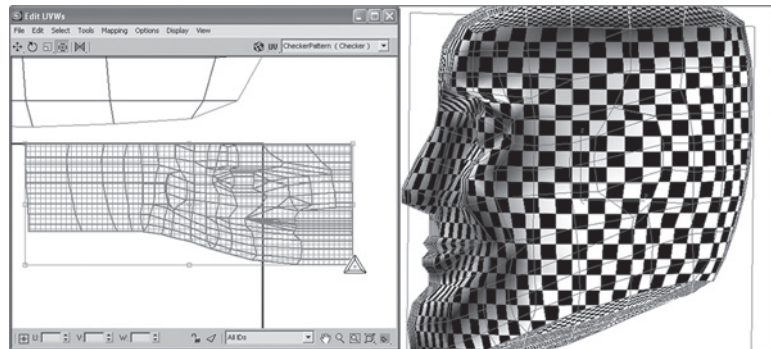 Edit UVWs
File Edit Select Tools Mapping Options Display View
UV CheckerPattern ( Checker )
U: V: W: All IDs